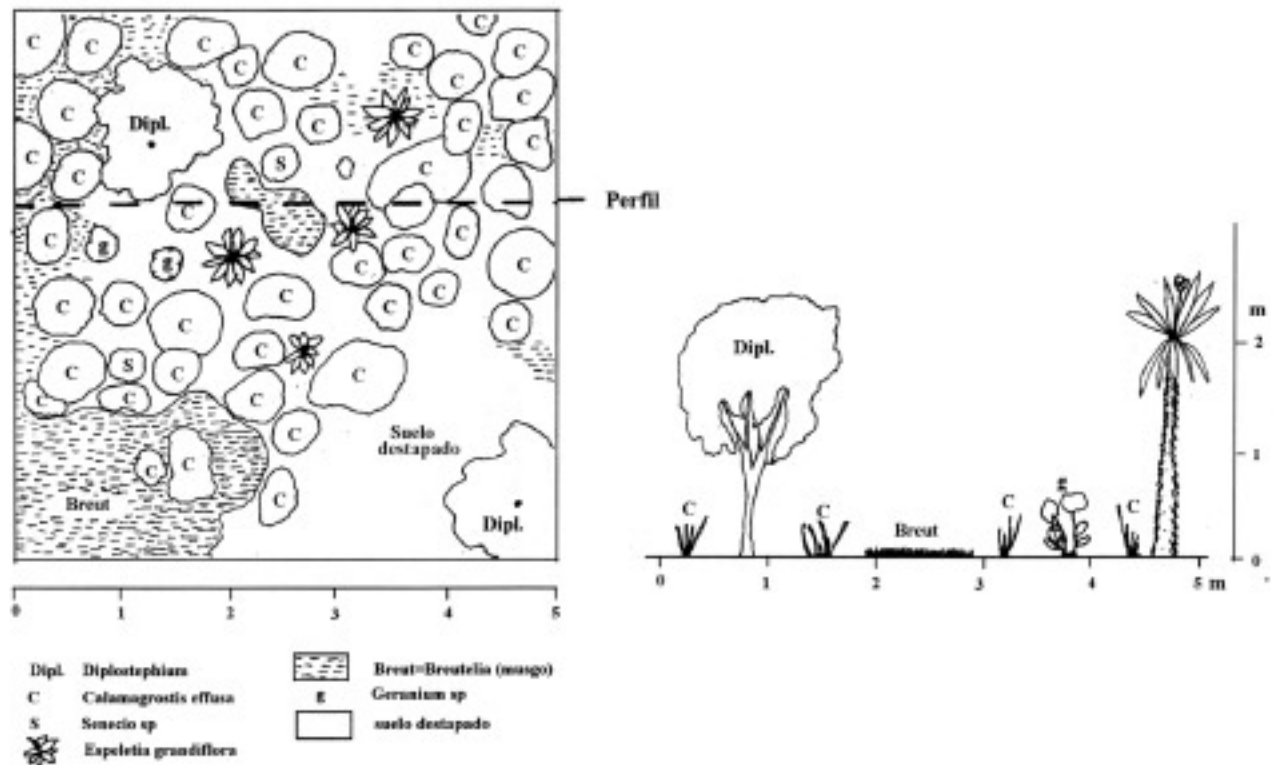 C
C C C C C C C
C C C
C Dipl. C C C C
C S C
C
C Perfil
C g g C C C
C C
C C C C C C
C C
C S C C
C C C
C
Suelo
destapado
C C
C
Breut
Dipl.
0 1 2 3 4 5
Dipl.
C C Breut C g C
m
2
1
0
0 1 2 3 4 5 m
Dipl. Diplostephium
C Calamagrostis effusa
S Senecio sp
Espeletia grandiflora
Breut=Breutelia (musgo)
g Geranium sp
suelo destapado